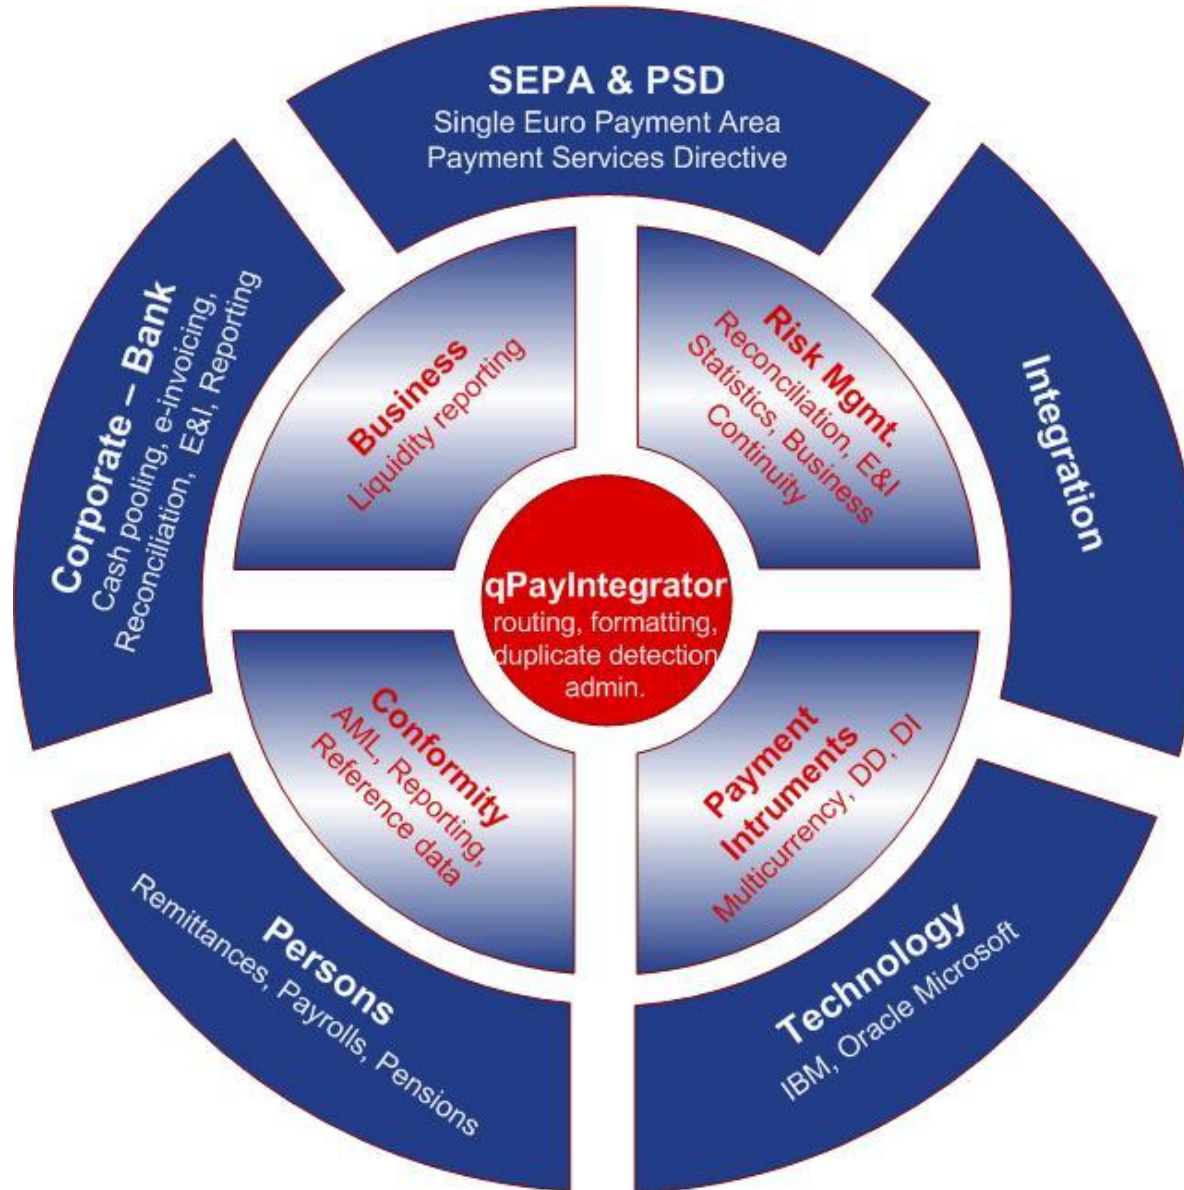 SEPA & PSD
Single Euro Payment Area
Payment Services Directive
Corporate – Bank
Cash pooling, e-invoicing,
Reconciliation, E&I, Reporting
Business
Liquidity reporting
Risk Mgmt.
Reconciliation, E&I
Statistics, Business
Continuity
Integration
qPayIntegrator
routing, formatting,
duplicate detection
admin.
Conformity
AML, Reporting,
Reference data
Payment
Intruments
Multicurrency, DD, DI
Persons
Remittances, Payrolls, Pensions
Technology
IBM, Oracle Microsoft